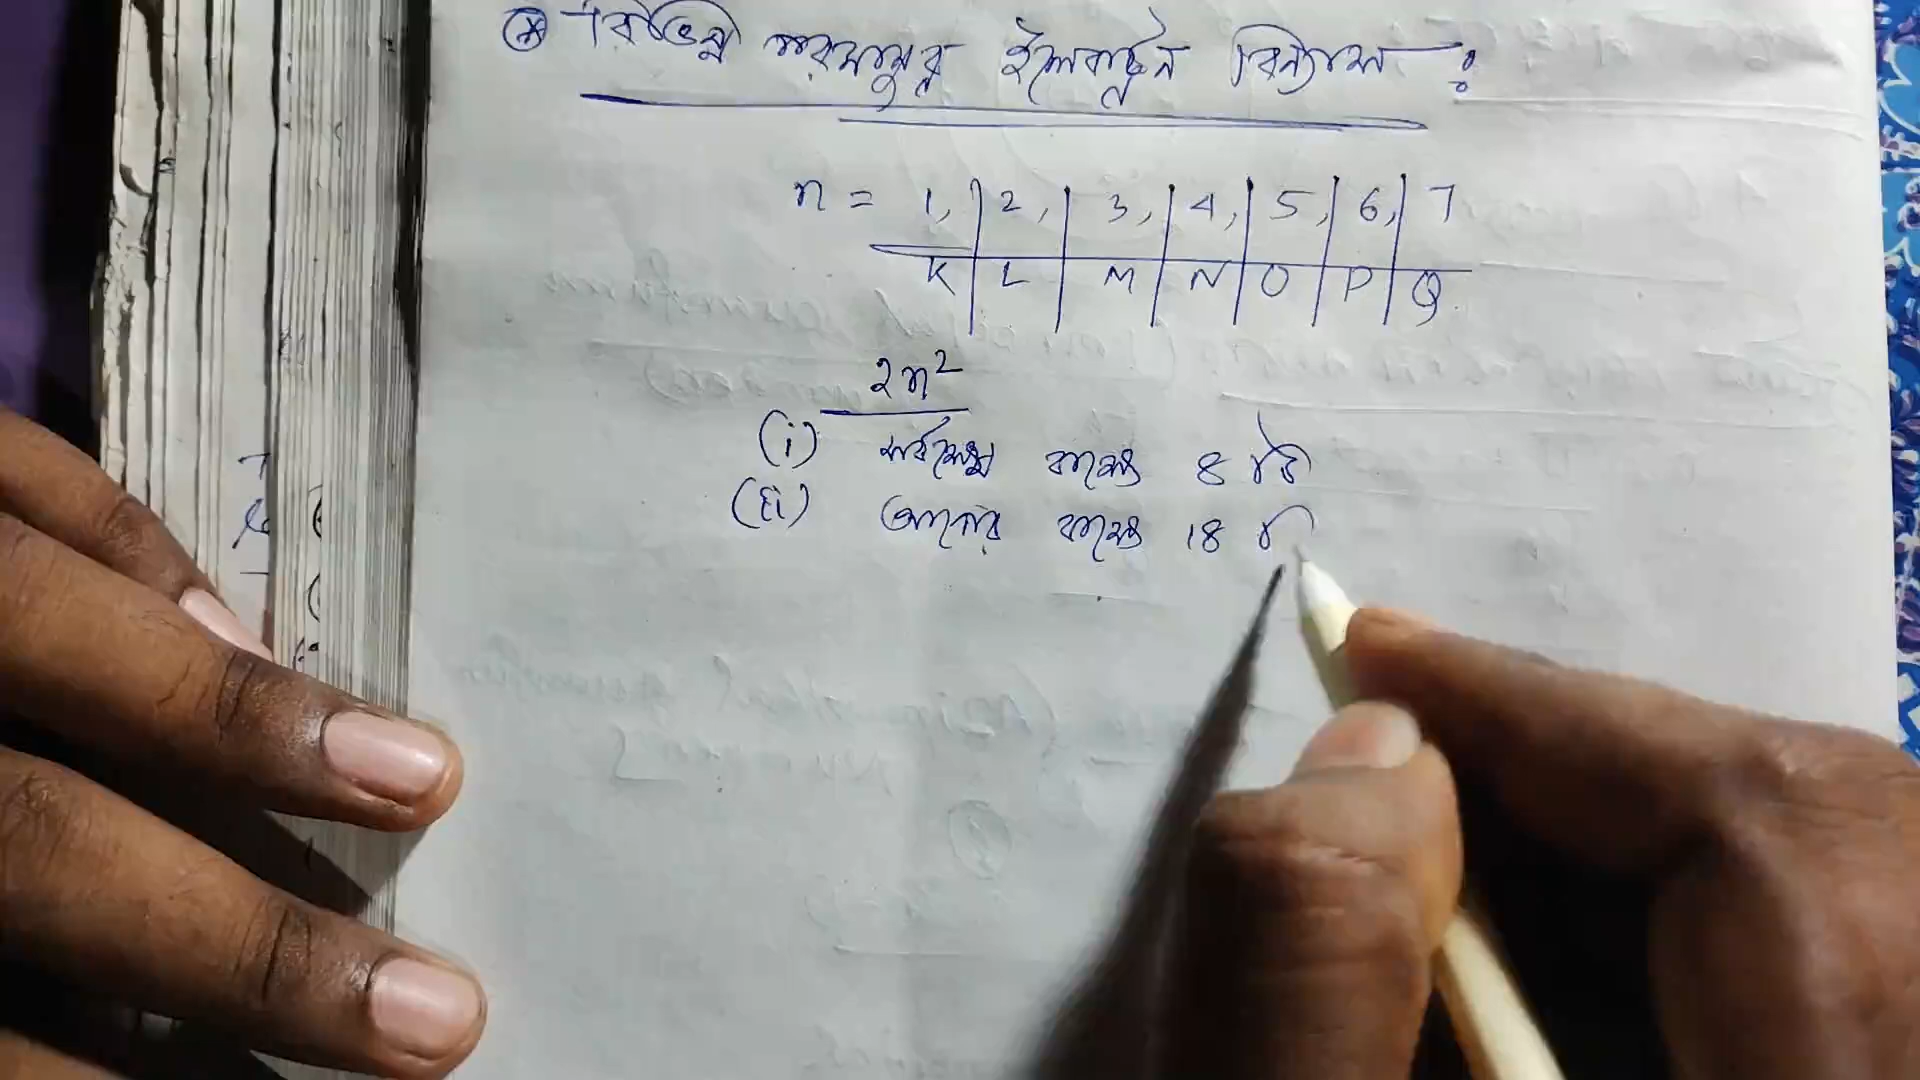 বিভিন্ন পরমাণুর ইলেকট্রন বিন্যাস :
n = 1, 2, 3, 4, 5, 6, 7
K L M N O P Q
2n²
(i) সর্বশেষ কক্ষে 8 টি
(ii) আগের কক্ষে 18 টি